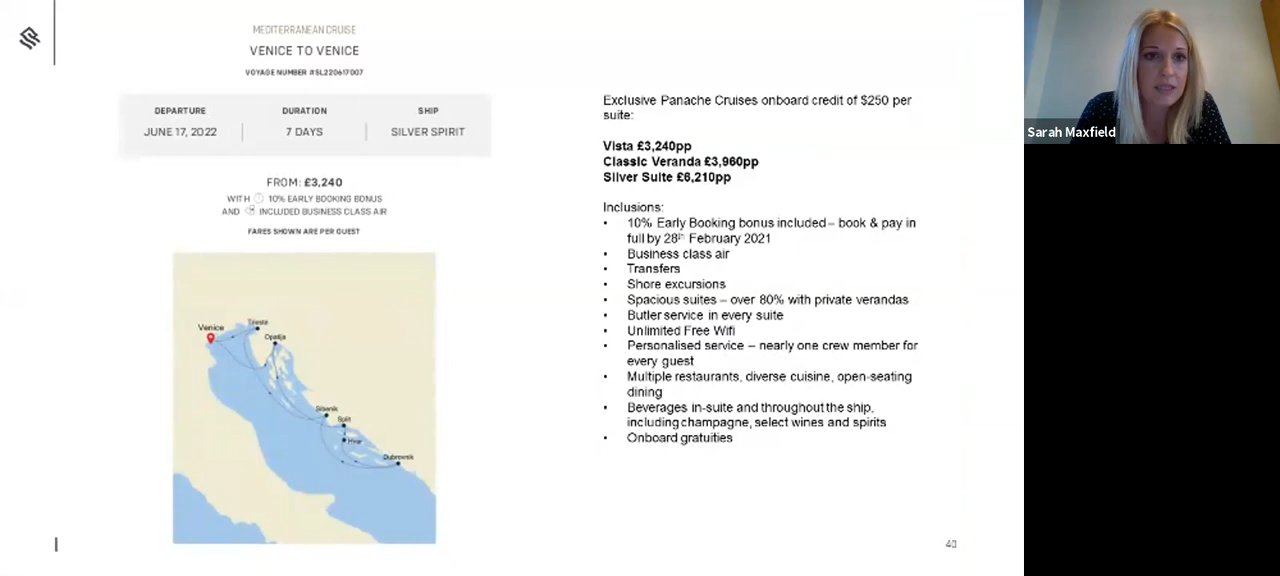 MEDITERRANEAN CRUISE
VENICE TO VENICE
VOYAGE NUMBER #SL220617007
DEPARTURE
DURATION
SHIP
JUNE 17, 2022
7 DAYS
SILVER SPIRIT
FROM: £3,240
WITH 10% EARLY BOOKING BONUS
AND INCLUDED BUSINESS CLASS AIR
FARES SHOWN ARE PER GUEST
Venice
Trieste
Opatija
Sibenik
Split
Hvar
Dubrovnik
Exclusive Panache Cruises onboard credit of $250 per
suite:
Vista £3,240pp
Classic Veranda £3,960pp
Silver Suite £6,210pp
Inclusions:
• 10% Early Booking bonus included – book & pay in
full by 28th February 2021
• Business class air
• Transfers
• Shore excursions
• Spacious suites – over 80% with private verandas
• Butler service in every suite
• Unlimited Free Wifi
• Personalised service – nearly one crew member for
every guest
• Multiple restaurants, diverse cuisine, open-seating
dining
• Beverages in-suite and throughout the ship,
including champagne, select wines and spirits
• Onboard gratuities
40
Sarah Maxfield